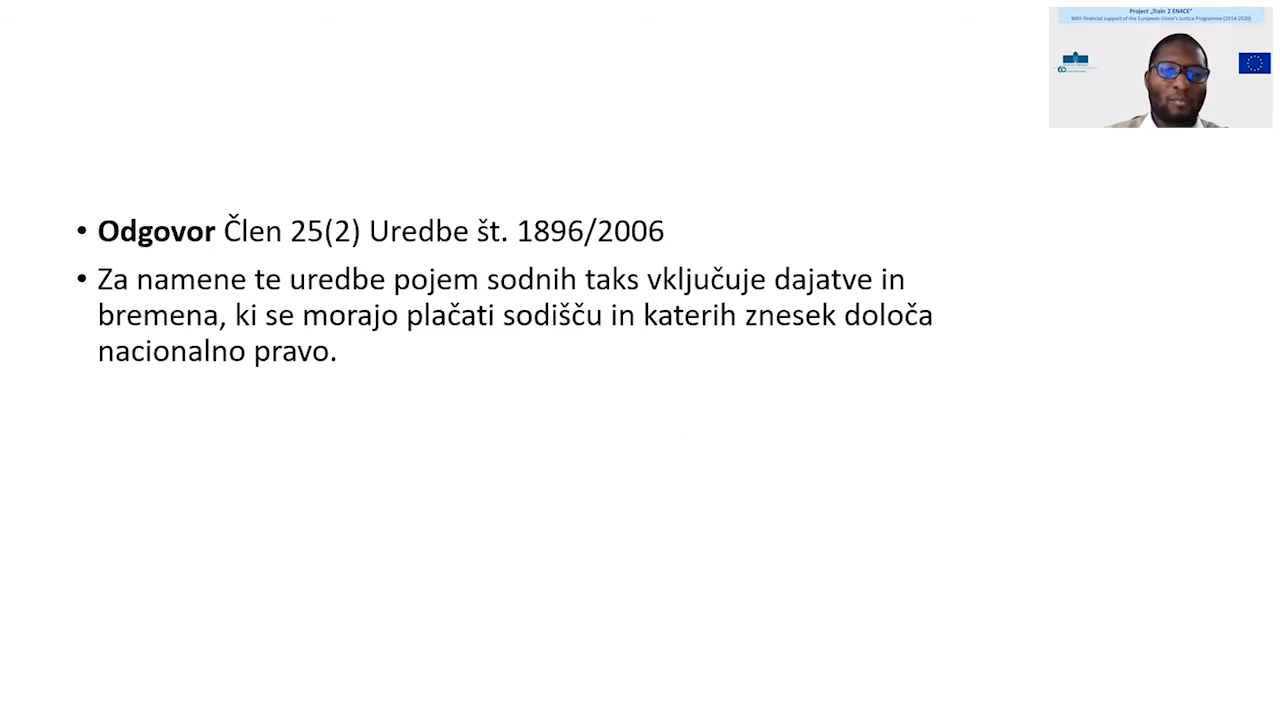 Project „Train 2 EN4CE"
With financial support of the European Union's Justice Programme (2014-2020)
60
• Odgovor Člen 25(2) Uredbe št. 1896/2006
• Za namene te uredbe pojem sodnih taks vključuje dajatve in
bremena, ki se morajo plačati sodišču in katerih znesek določa
nacionalno pravo.